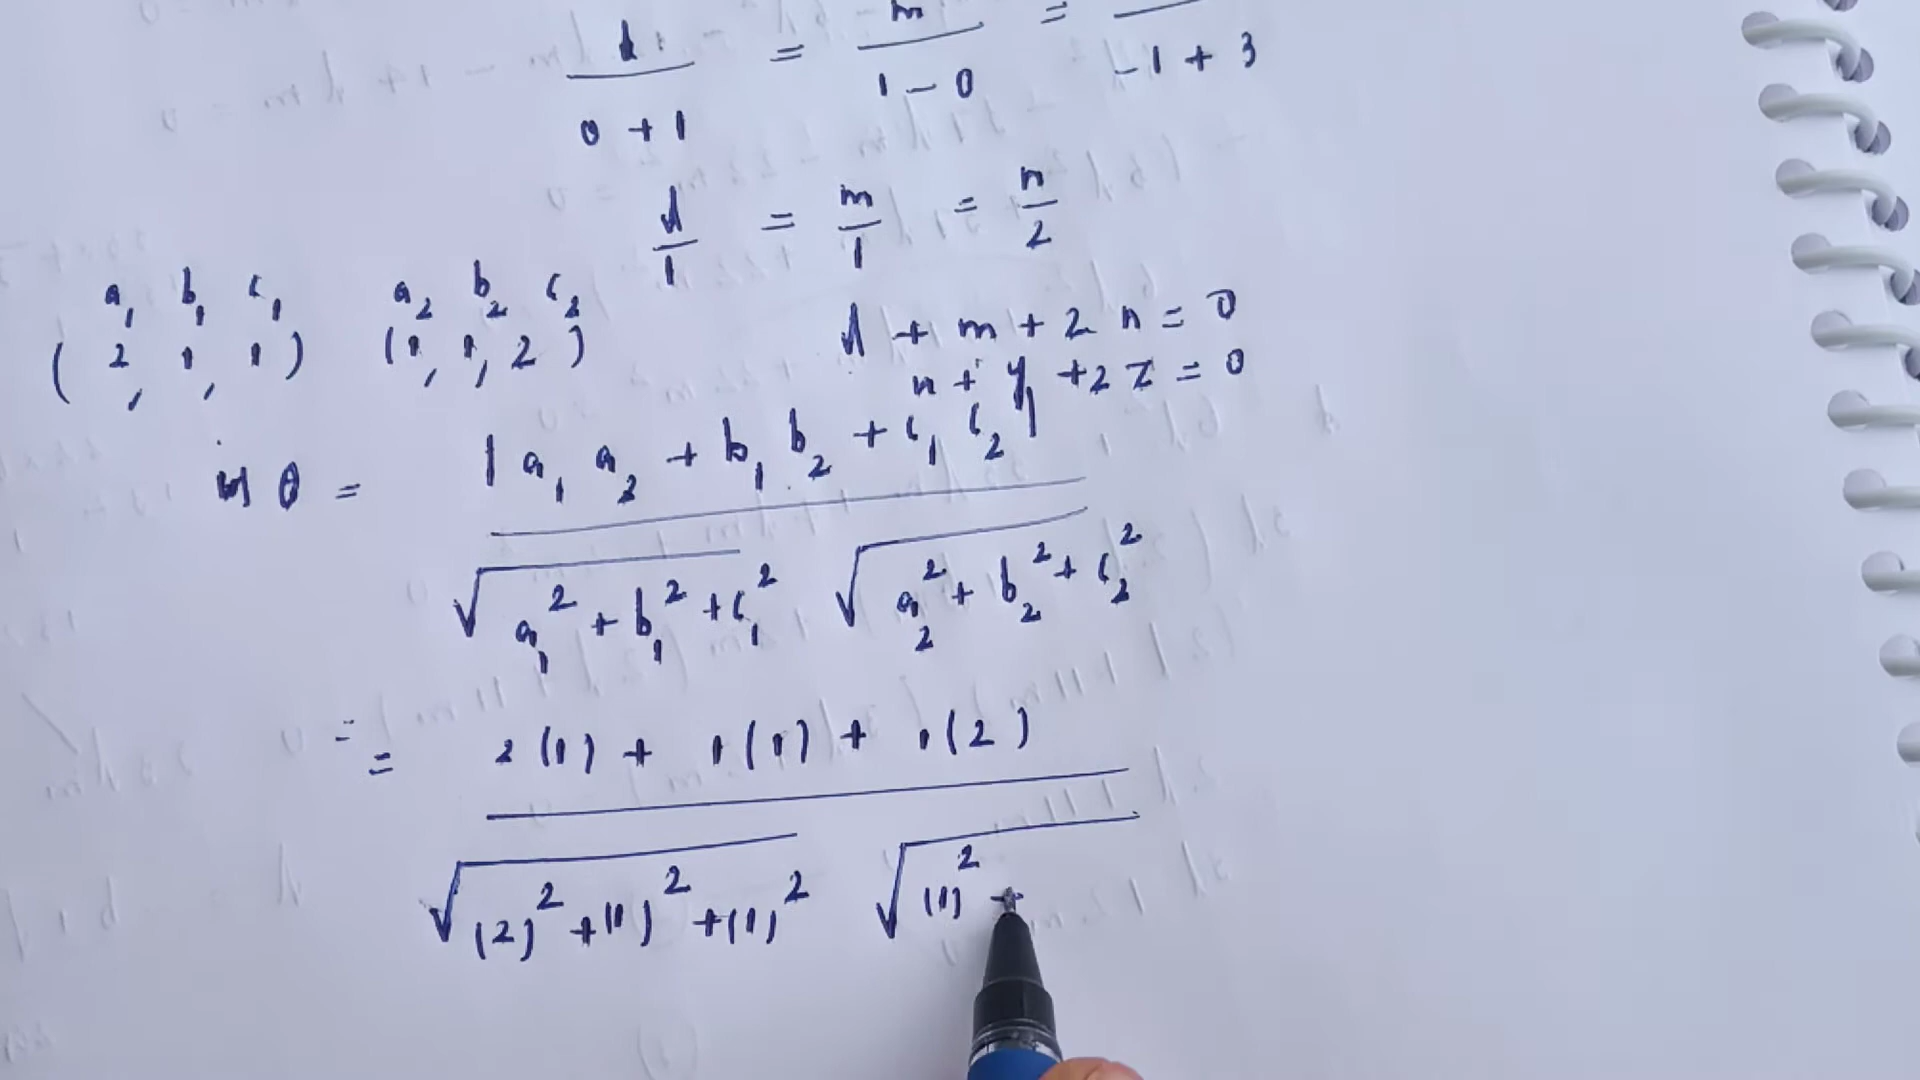 l/(0 + 1) = m/(1 - 0) = /(-1 + 3)
l/1 = m/1 = n/2
a₁ b₁ c₁ a₂ b₂ c₂
(2, 1, 1) (1, 1, 2)
l + m + 2n = 0
x + y + 2z = 0
cos θ = |a₁ a₂ + b₁ b₂ + c₁ c₂| / √(a₁² + b₁² + c₁²) √(a₂² + b₂² + c₂²)
= 2(1) + 1(1) + 1(2) / √((2)² + (1)² + (1)²) √((1)² +